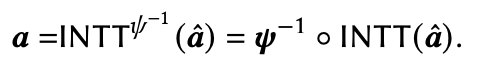 a =INTT^{ψ^{-1}}(â) = ψ^{-1} ∘ INTT(â).